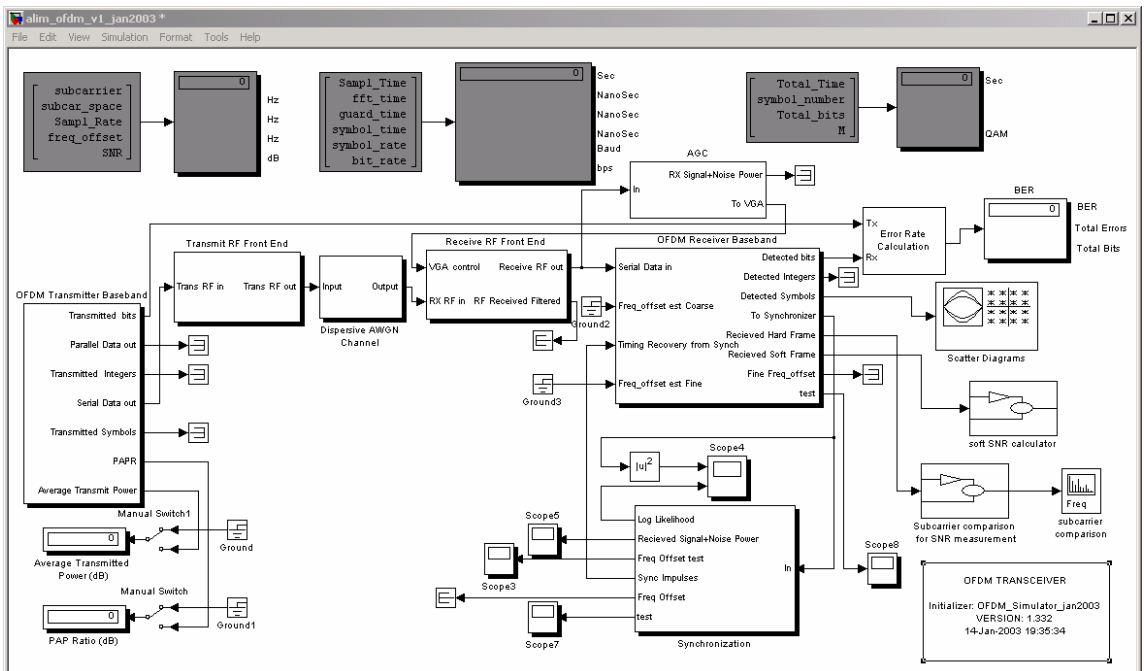 alim_ofdm_v1_jan2003 *
File Edit View Simulation Format Tools Help
subcarrier
subcar_space
Sampl_Rate
freq_offset
SNR
0
Hz
Hz
Hz
dB
Sampl_Time
fft_time
guard_time
symbol_time
symbol_rate
bit_rate
0
Sec
NanoSec
NanoSec
NanoSec
Baud
bps
Total_Time
symbol_number
Total_bits
M
0
Sec
QAM
AGC
In
RX Signal+Noise Power
To VGA
BER
0
BER
Total Errors
Total Bits
Tx
Rx
Error Rate
Calculation
Transmit RF Front End
Trans RF in
Trans RF out
Input
Output
Dispersive AWGN
Channel
Receive RF Front End
VGA control
Receive RF out
RX RF in
RF Received Filtered
OFDM Receiver Baseband
Serial Data in
Freq_offset est Coarse
Timing Recovery from Synch
Freq_offset est Fine
Detected bits
Detected Integers
Detected Symbols
To Synchronizer
Recieved Hard Frame
Recieved Soft Frame
Fine Freq_offset
test
Ground2
Ground3
Scatter Diagrams
soft SNR calculator
OFDM Transmitter Baseband
Transmitted bits
Parallel Data out
Transmitted Integers
Serial Data out
Transmitted Symbols
PAPR
Average Transmit Power
Manual Switch1
0
Ground
Average Transmitted
Power (dB)
Manual Switch
0
Ground1
PAP Ratio (dB)
|u|2
Scope4
Scope5
Scope3
Scope7
Log Likelihood
Recieved Signal+Noise Power
Freq Offset test
Sync Impulses
Freq Offset
test
In
Synchronization
Scope8
Subcarrier comparison
for SNR measurement
Freq
subcarrier
comparison
OFDM TRANSCEIVER
Initializer: OFDM_Simulator_jan2003
VERSION: 1.332
14-Jan-2003 19:35:34